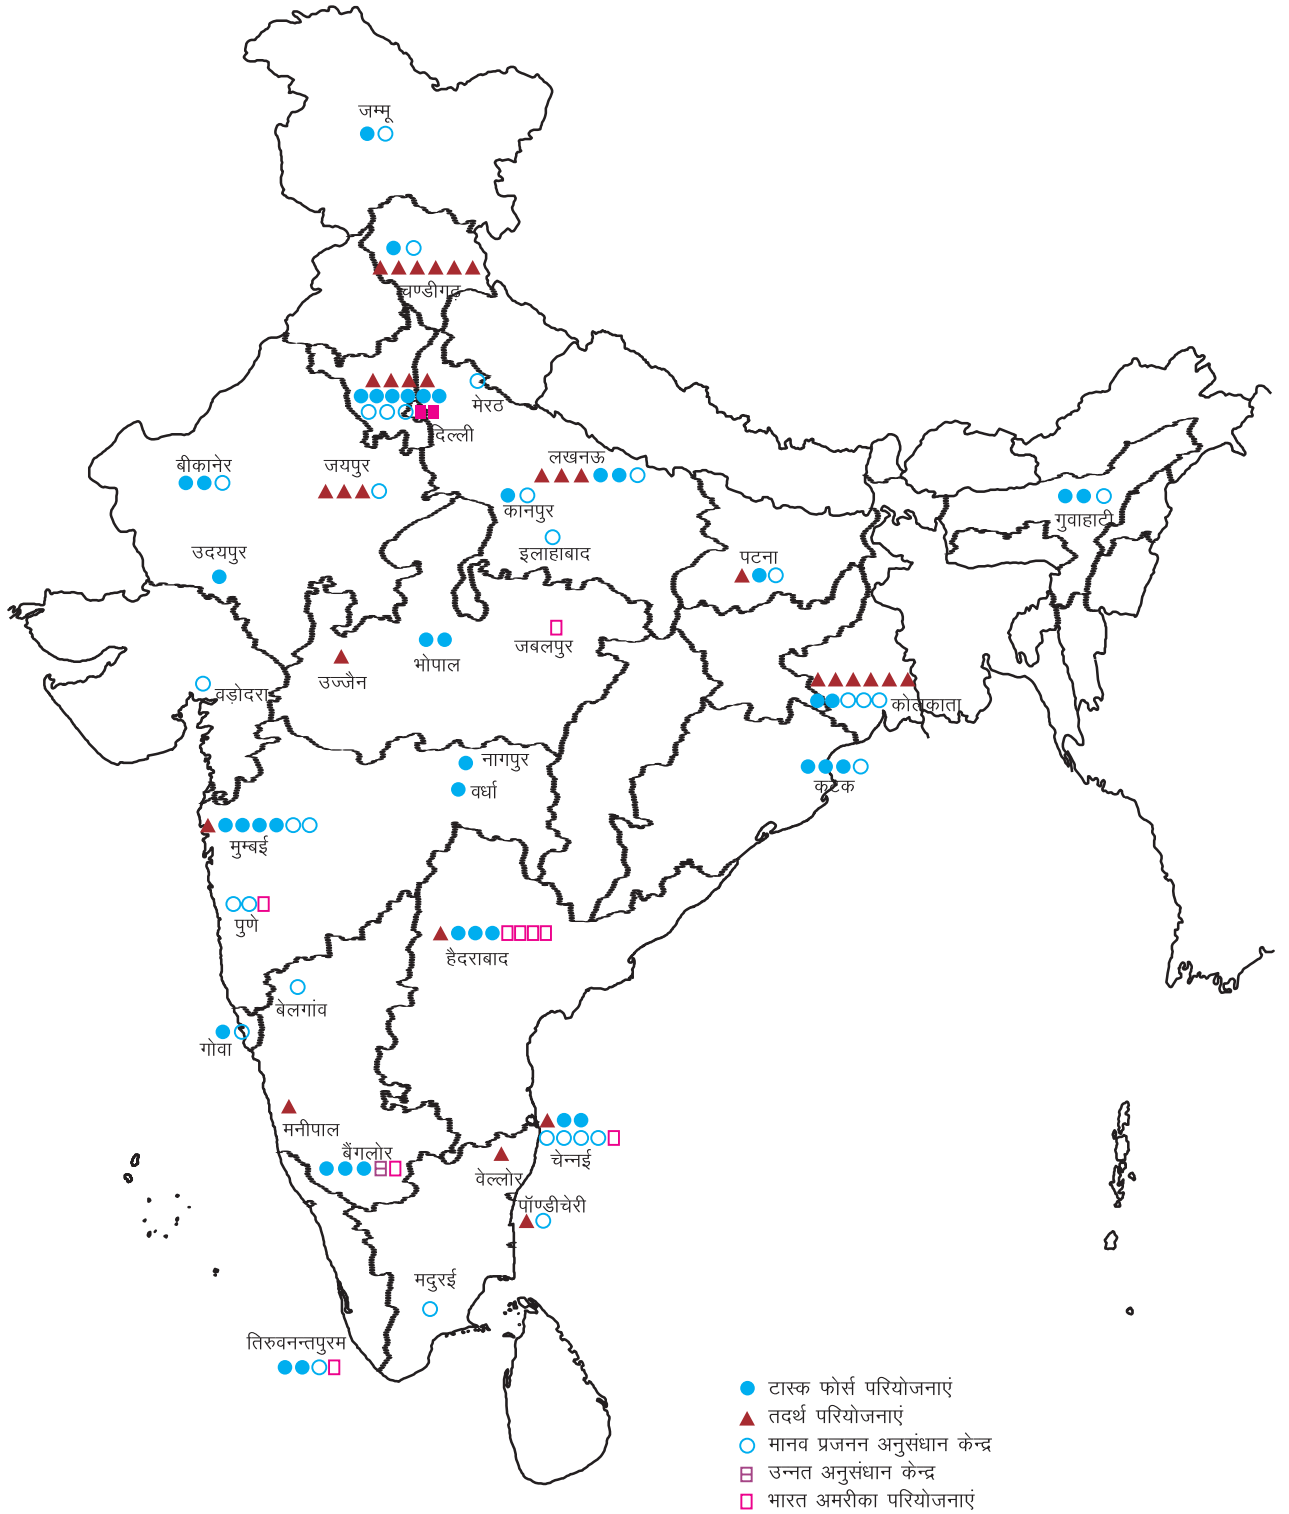 जम्मू
चण्डीगढ़
मेरठ
दिल्ली
लखनऊ
बीकानेर
जयपुर
कानपुर
गुवाहाटी
इलाहाबाद
उदयपुर
पटना
जबलपुर
भोपाल
उज्जैन
वड़ोदरा
कोलकाता
नागपुर
कटक
वर्धा
मुम्बई
पुणे
हैदराबाद
बेलगांव
गोवा
मनीपाल
बैंगलोर
चेन्नई
वेल्लोर
पॉण्डीचेरी
मदुरई
तिरुवनन्तपुरम
टास्क फोर्स परियोजनाएं
तदर्थ परियोजनाएं
मानव प्रजनन अनुसंधान केन्द्र
उन्नत अनुसंधान केन्द्र
भारत अमरीका परियोजनाएं